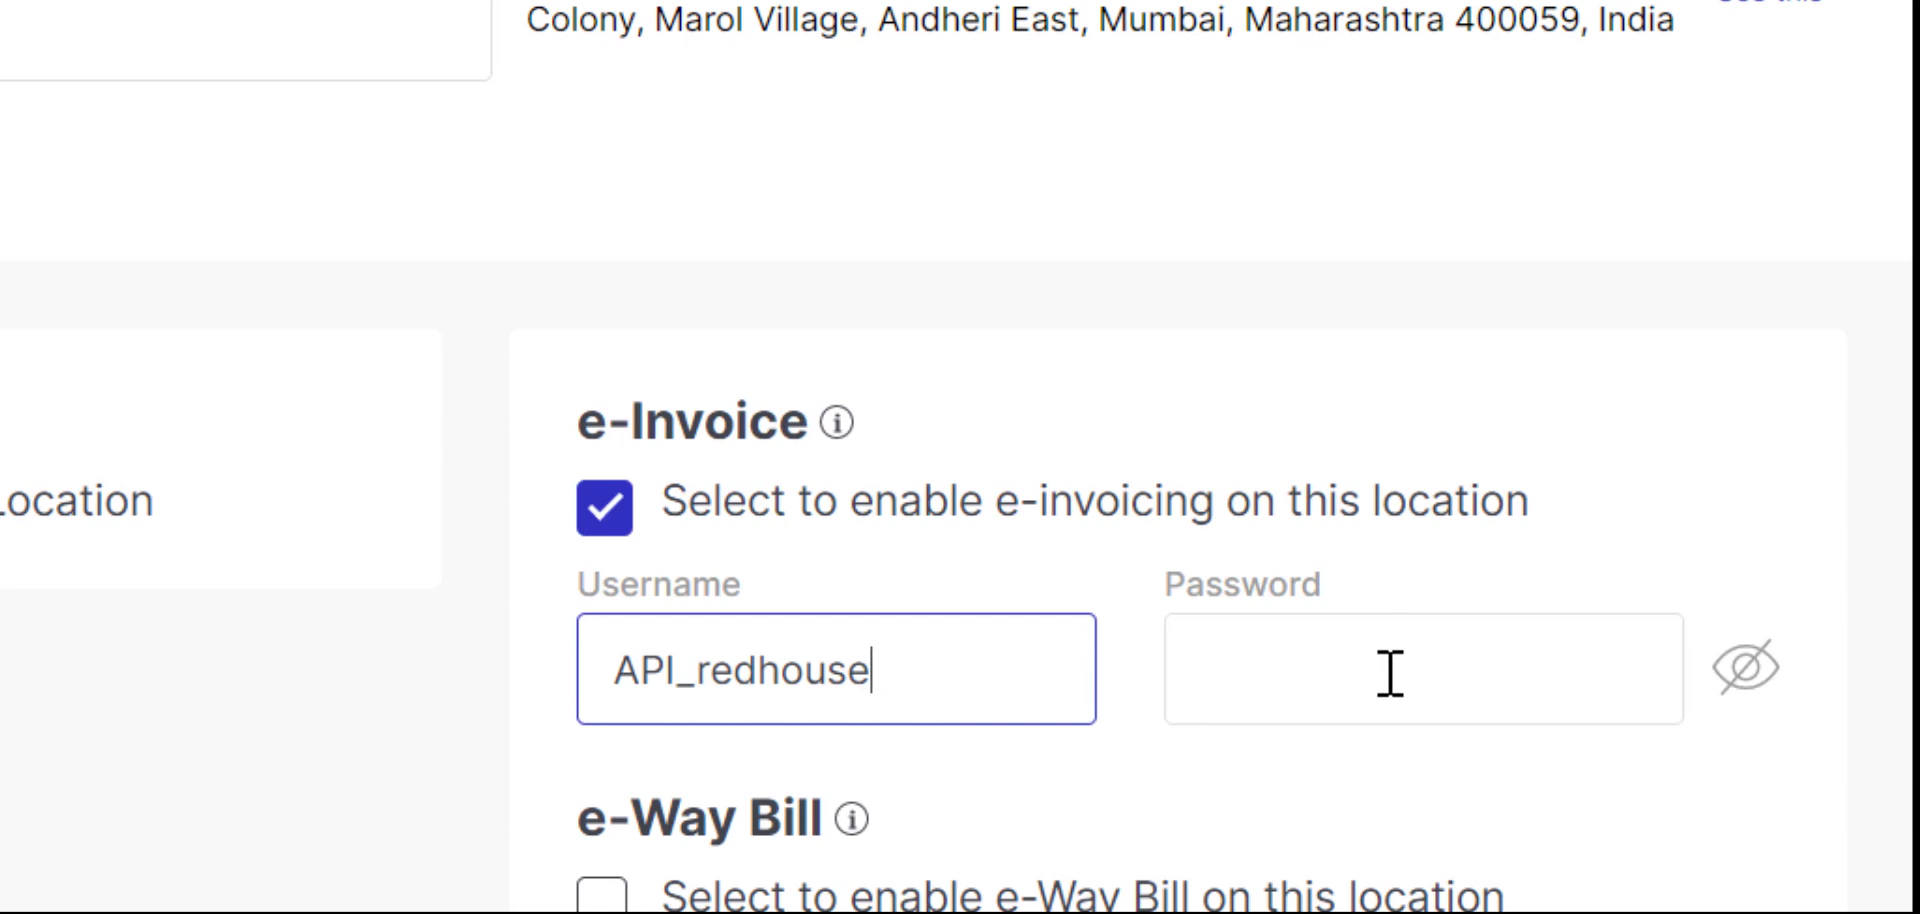 Colony, Marol Village, Andheri East, Mumbai, Maharashtra 400059, India
e-Invoice
Location
Select to enable e-invoicing on this location
Username
Password
API_redhouse
e-Way Bill
Select to enable e-Way Bill on this location